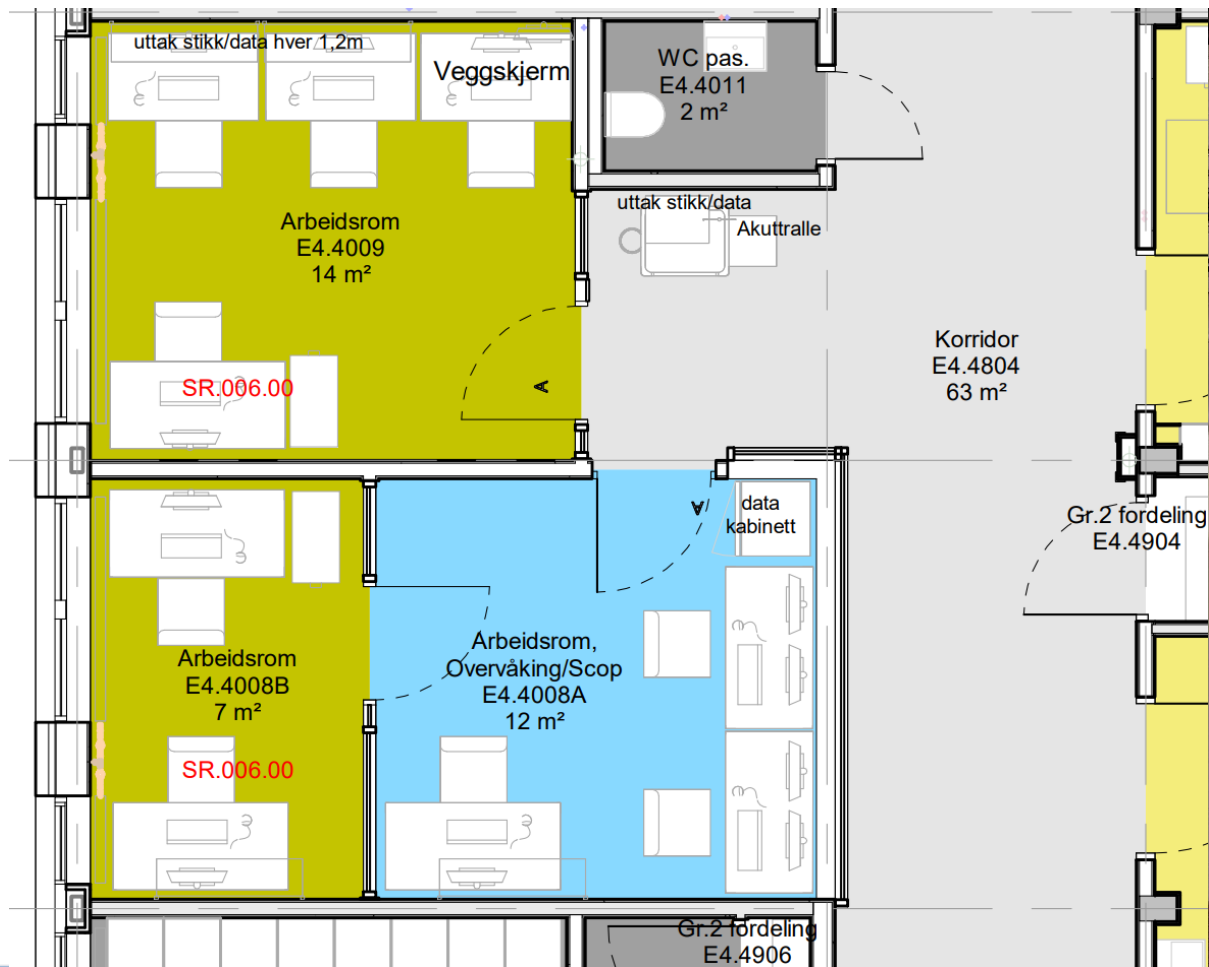 uttak stikk/data hver 1,2m
Veggskjerm
WC pas.
E4.4011
2 m²
uttak stikk/data
Akuttralle
Arbeidsrom
E4.4009
14 m²
Korridor
E4.4804
63 m²
SR.006.00
A
A
data
kabinett
Gr.2 fordeling
E4.4904
Arbeidsrom
E4.4008B
7 m²
Arbeidsrom,
Overvåking/Scop
E4.4008A
12 m²
SR.006.00
Gr.2 fordeling
E4.4906